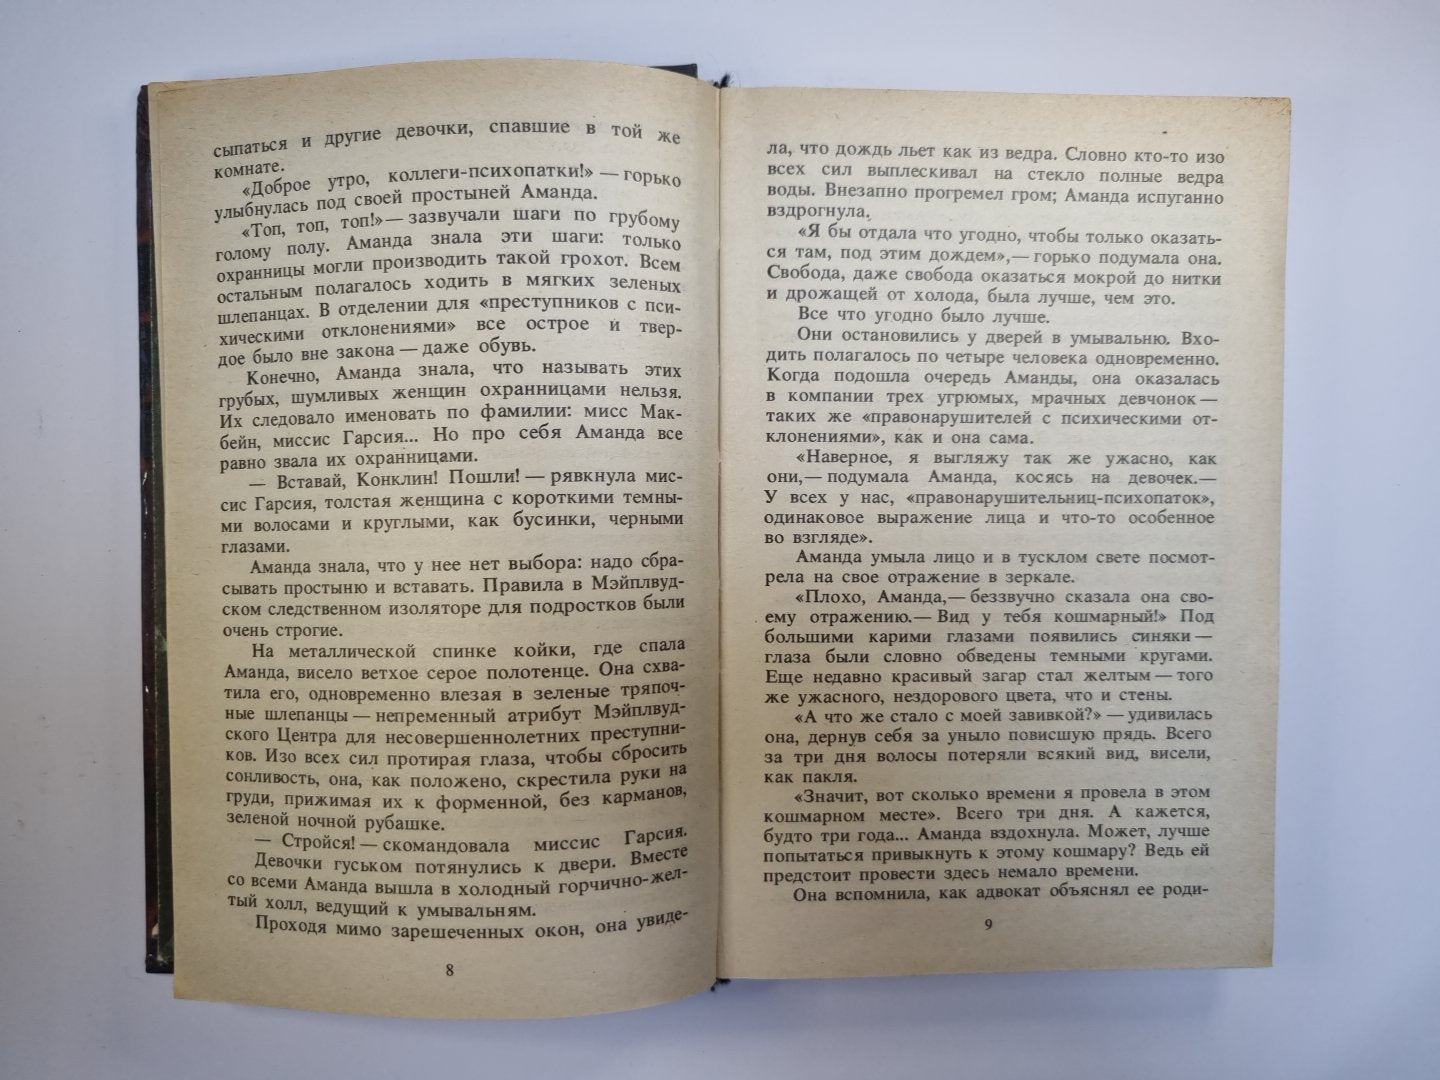 сыпаться и другие девочки, спавшие в той же
комнате.
«Доброе утро, коллеги-психопатки!» — горько
улыбнулась под своей простыней Аманда.
«Топ, топ, топ!» — зазвучали шаги по грубому
голому полу. Аманда знала эти шаги: только
охранницы могли производить такой грохот. Всем
остальным полагалось ходить в мягких зеленых
шлепанцах. В отделении для «преступников с пси-
хическими отклонениями» все острое и твер-
дое было вне закона — даже обувь.
Конечно, Аманда знала, что называть этих
грубых, шумливых женщин охранницами нельзя.
Их следовало именовать по фамилии: мисс Мак-
бейн, миссис Гарсия... Но про себя Аманда все
равно звала их охранницами.
— Вставай, Конклин! Пошли! — рявкнула мис-
сис Гарсия, толстая женщина с короткими темны-
ми волосами и круглыми, как бусинки, черными
глазами.
Аманда знала, что у нее нет выбора: надо сбра-
сывать простыню и вставать. Правила в Мэйплвуд-
ском следственном изоляторе для подростков были
очень строгие.
На металлической спинке койки, где спала
Аманда, висело ветхое серое полотенце. Она схва-
тила его, одновременно влезая в зеленые тряпоч-
ные шлепанцы — непременный атрибут Мэйплвуд-
ского Центра для несовершеннолетних преступни-
ков. Изо всех сил протирая глаза, чтобы сбросить
сонливость, она, как положено, скрестила руки на
груди, прижимая их к форменной, без карманов,
зеленой ночной рубашке.
— Стройся! — скомандовала миссис Гарсия.
Девочки гуськом потянулись к двери. Вместе
со всеми Аманда вышла в холодный горчично-жел-
тый холл, ведущий к умывальням.
Проходя мимо зарешеченных окон, она увиде-
8
ла, что дождь льет как из ведра. Словно кто-то изо
всех сил выплескивал на стекло полные ведра
воды. Внезапно прогремел гром; Аманда испуганно
вздрогнула.
«Я бы отдала что угодно, чтобы только оказать-
ся там, под этим дождем»,— горько подумала она.
Свобода, даже свобода оказаться мокрой до нитки
и дрожащей от холода, была лучше, чем это.
Все что угодно было лучше.
Они остановились у дверей в умывальню. Вхо-
дить полагалось по четыре человека одновременно.
Когда подошла очередь Аманды, она оказалась
в компании трех угрюмых, мрачных девчонок —
таких же «правонарушителей с психическими от-
клонениями», как и она сама.
«Наверное, я выгляжу так же ужасно, как
они,— подумала Аманда, косясь на девочек.—
У всех у нас, «правонарушительниц-психопаток»,
одинаковое выражение лица и что-то особенное
во взгляде».
Аманда умыла лицо и в тусклом свете посмот-
рела на свое отражение в зеркале.
«Плохо, Аманда,— беззвучно сказала она сво-
ему отражению.— Вид у тебя кошмарный!» Под
большими карими глазами появились синяки —
глаза были словно обведены темными кругами.
Еще недавно красивый загар стал желтым — того
же ужасного, нездорового цвета, что и стены.
«А что же стало с моей завивкой?» — удивилась
она, дернув себя за уныло повисшую прядь. Всего
за три дня волосы потеряли всякий вид, висели,
как пакля.
«Значит, вот сколько времени я провела в этом
кошмарном месте». Всего три дня. А кажется,
будто три года... Аманда вздохнула. Может, лучше
попытаться привыкнуть к этому кошмару? Ведь ей
предстоит провести здесь немало времени.
Она вспомнила, как адвокат объяснял ее роди-
9